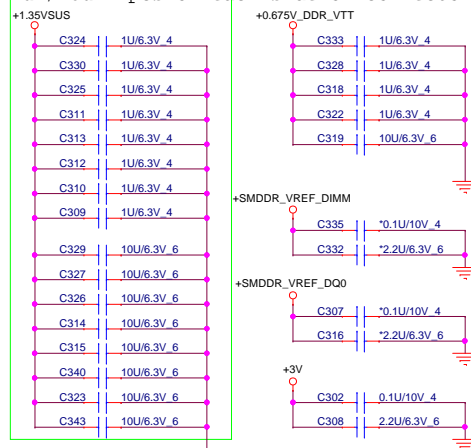 +1.35VSUS
C324 1U/6.3V_4
C330 1U/6.3V_4
C325 1U/6.3V_4
C311 1U/6.3V_4
C313 1U/6.3V_4
C312 1U/6.3V_4
C310 1U/6.3V_4
C309 1U/6.3V_4
C329 10U/6.3V_6
C327 10U/6.3V_6
C326 10U/6.3V_6
C314 10U/6.3V_6
C315 10U/6.3V_6
C340 10U/6.3V_6
C323 10U/6.3V_6
C343 10U/6.3V_6
+0.675V_DDR_VTT
C333 1U/6.3V_4
C328 1U/6.3V_4
C318 1U/6.3V_4
C322 1U/6.3V_4
C319 10U/6.3V_6
+SMDDR_VREF_DIMM
C335 *0.1U/10V_4
C332 *2.2U/6.3V_6
+SMDDR_VREF_DQ0
C307 *0.1U/10V_4
C316 *2.2U/6.3V_6
+3V
C302 0.1U/10V_4
C308 2.2U/6.3V_6